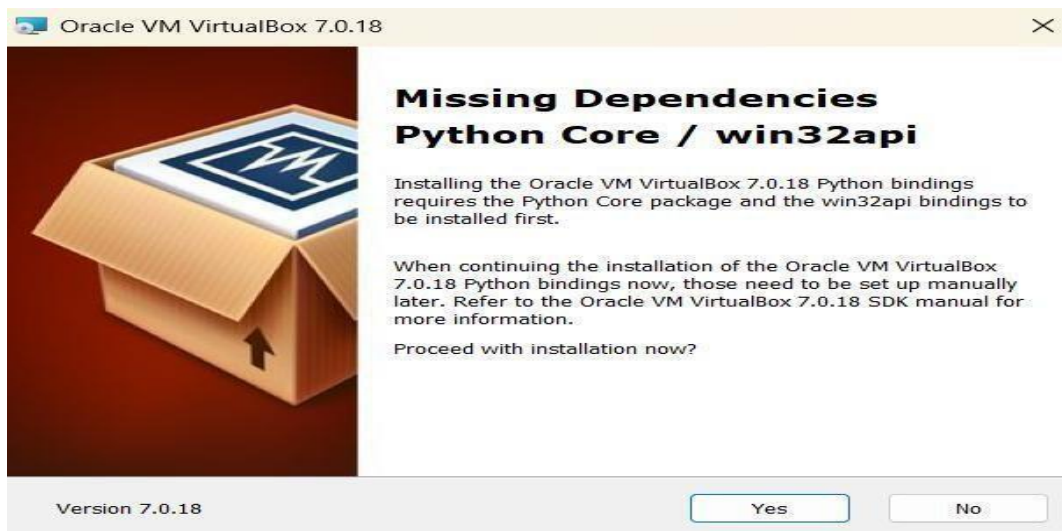 Oracle VM VirtualBox 7.0.18
Missing Dependencies
Python Core / win32api
Installing the Oracle VM VirtualBox 7.0.18 Python bindings
requires the Python Core package and the win32api bindings to
be installed first.
When continuing the installation of the Oracle VM VirtualBox
7.0.18 Python bindings now, those need to be set up manually
later. Refer to the Oracle VM VirtualBox 7.0.18 SDK manual for
more information.
Proceed with installation now?
Version 7.0.18
Yes
No